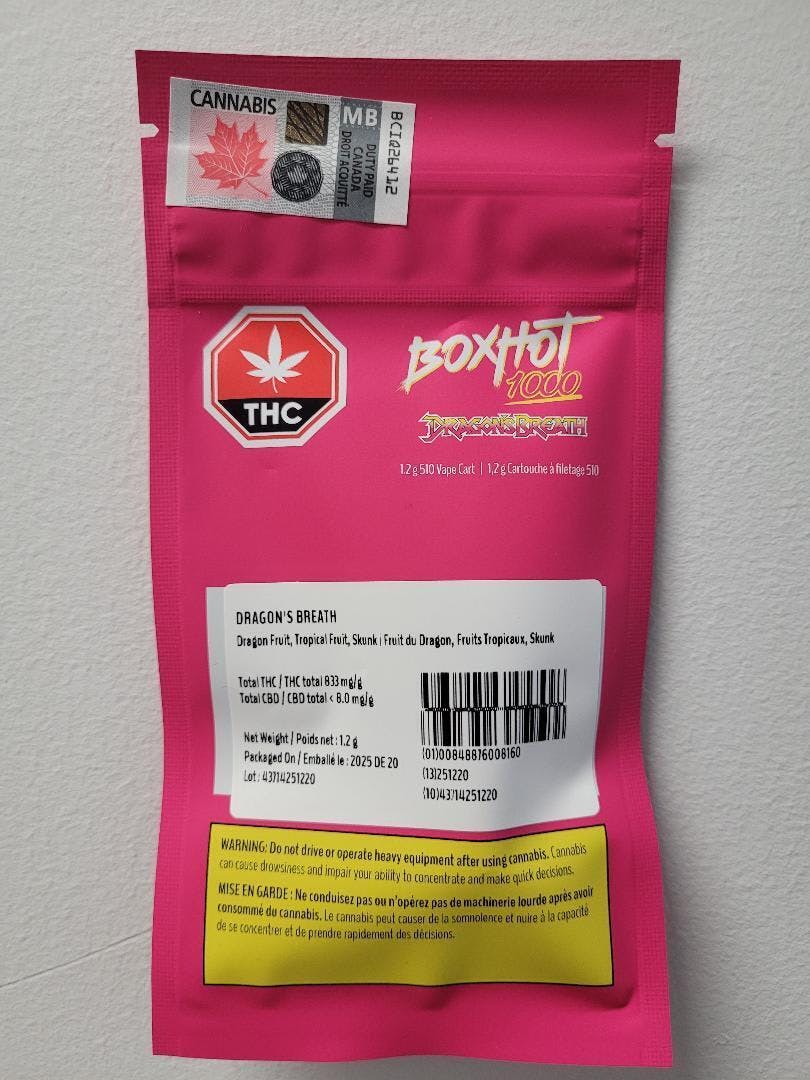 CANNABIS
MB
DUTY PAID
CANADA
DROIT ACQUITTÉ
BCIQ26412
THC
BOXHOT
1000
DRAGON'S BREATH
1.2 g 510 Vape Cart | 1,2 g Cartouche à filetage 510
DRAGON'S BREATH
Dragon Fruit, Tropical Fruit, Skunk | Fruit du Dragon, Fruits Tropicaux, Skunk
Total THC / THC total 833 mg/g
Total CBD / CBD total < 8.0 mg/g
Net Weight / Poids net : 1.2 g
Packaged On / Emballé le : 2025 DE 20
Lot : 43714251220
(01)00848876008160
(13)251220
(10)43714251220
WARNING: Do not drive or operate heavy equipment after using cannabis. Cannabis
can cause drowsiness and impair your ability to concentrate and make quick decisions.
MISE EN GARDE : Ne conduisez pas ou n'opérez pas de machinerie lourde après avoir
consommé du cannabis. Le cannabis peut causer de la somnolence et nuire à la capacité
de se concentrer et de prendre rapidement des décisions.